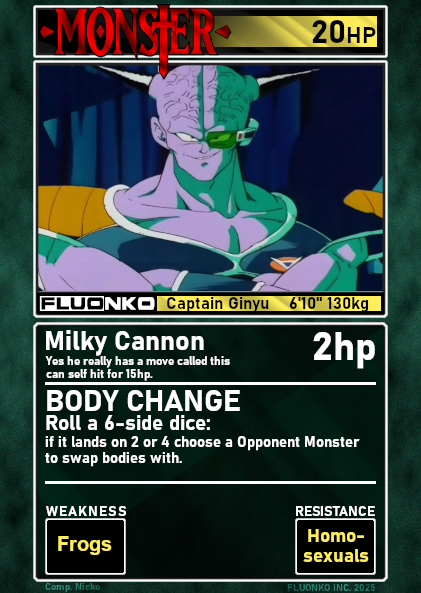 MONSTER
20HP
FLUONKO Captain Ginyu 6'10" 130kg
Milky Cannon 2hp
Yes he really has a move called this
can self hit for 15hp.
BODY CHANGE
Roll a 6-side dice:
if it lands on 2 or 4 choose a Opponent Monster
to swap bodies with.
WEAKNESS
Frogs
RESISTANCE
Homo-
sexuals
Comp. Nicko
FLUONKO INC. 2025